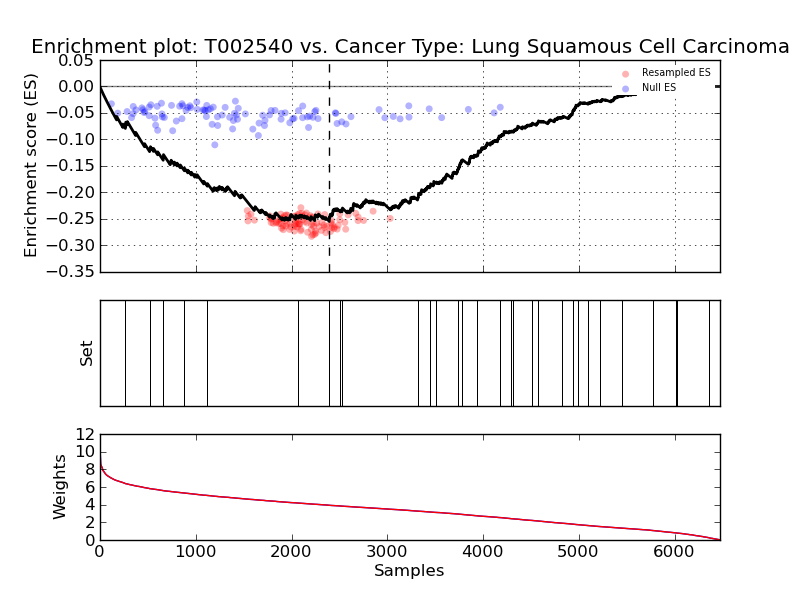 Enrichment plot: T002540 vs. Cancer Type: Lung Squamous Cell Carcinoma
0.05
0.00
−0.05
−0.10
−0.15
−0.20
−0.25
−0.30
−0.35
Enrichment score (ES)
Resampled ES
Null ES
Set
12
10
8
6
4
2
0
Weights
0 1000 2000 3000 4000 5000 6000
Samples